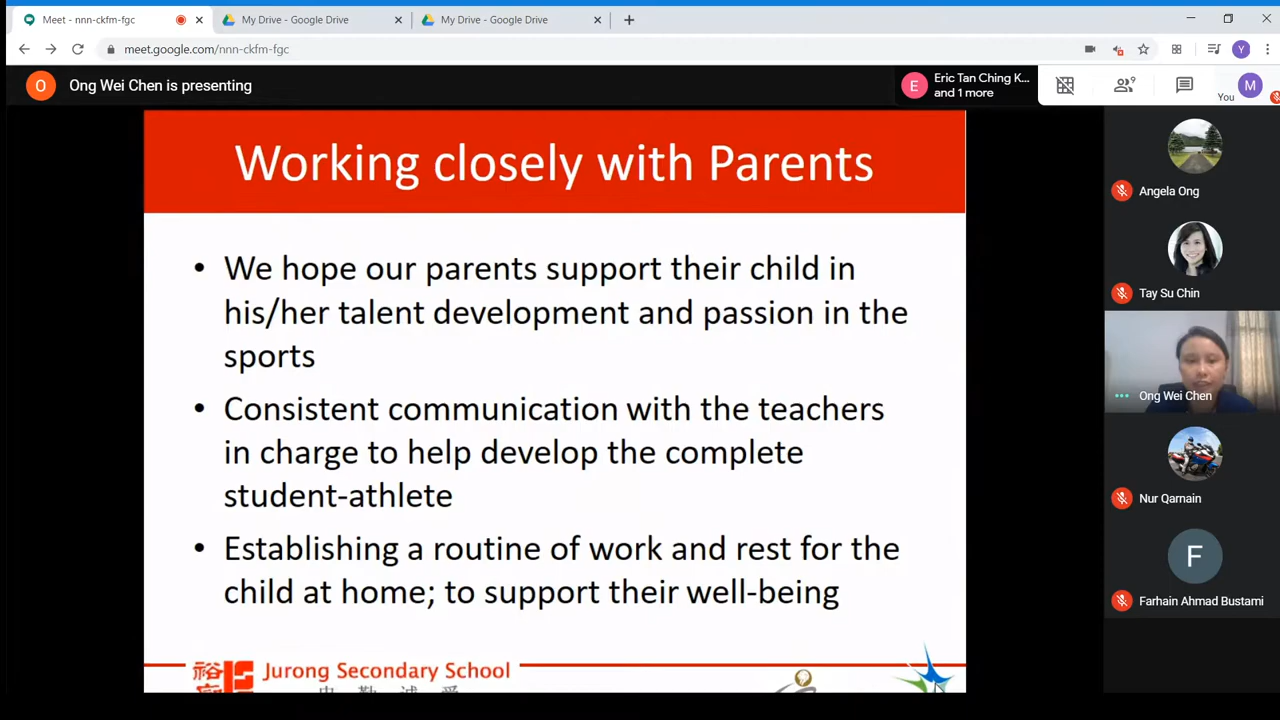 Meet - nnn-ckfm-fgc
My Drive - Google Drive
My Drive - Google Drive
meet.google.com/nnn-ckfm-fgc
Y
O
Ong Wei Chen is presenting
E
Eric Tan Ching K...
and 1 more
9
You
M
Working closely with Parents
• We hope our parents support their child in
his/her talent development and passion in the
sports
• Consistent communication with the teachers
in charge to help develop the complete
student-athlete
• Establishing a routine of work and rest for the
child at home; to support their well-being
Jurong Secondary School
Angela Ong
Tay Su Chin
Ong Wei Chen
Nur Qarnain
F
Farhain Ahmad Bustami